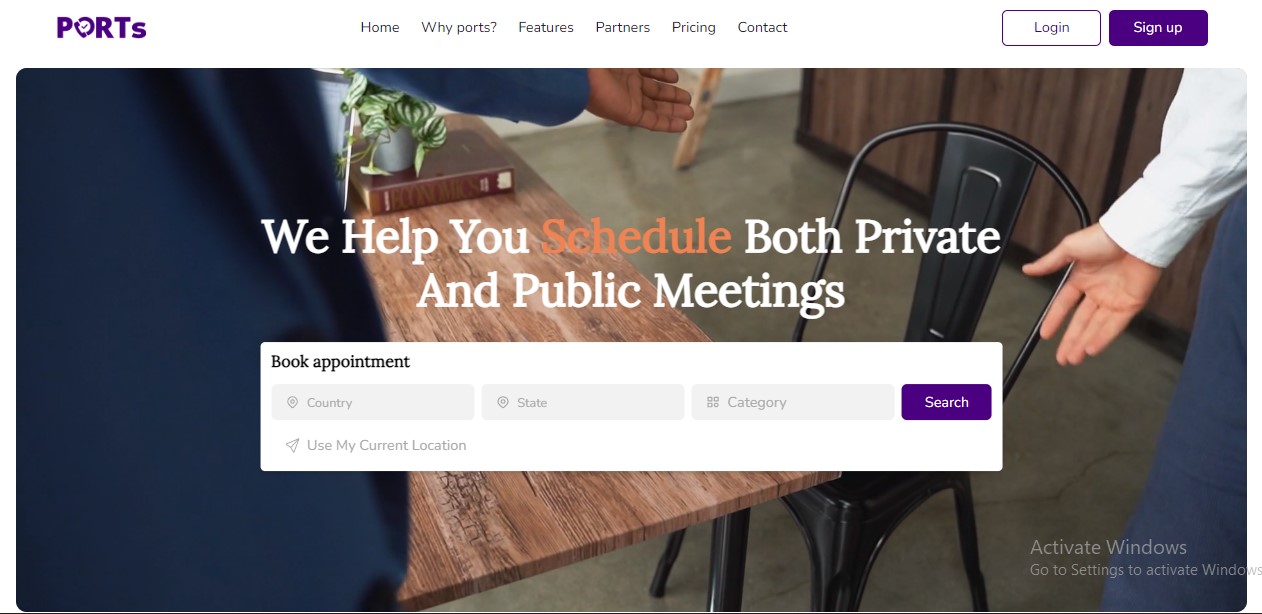 PORTs
Home Why ports? Features Partners Pricing Contact
Login Sign up
ECONOMICS
We Help You Schedule Both Private
And Public Meetings
Book appointment
Country State Category Search
Use My Current Location
Activate Windows
Go to Settings to activate Windows